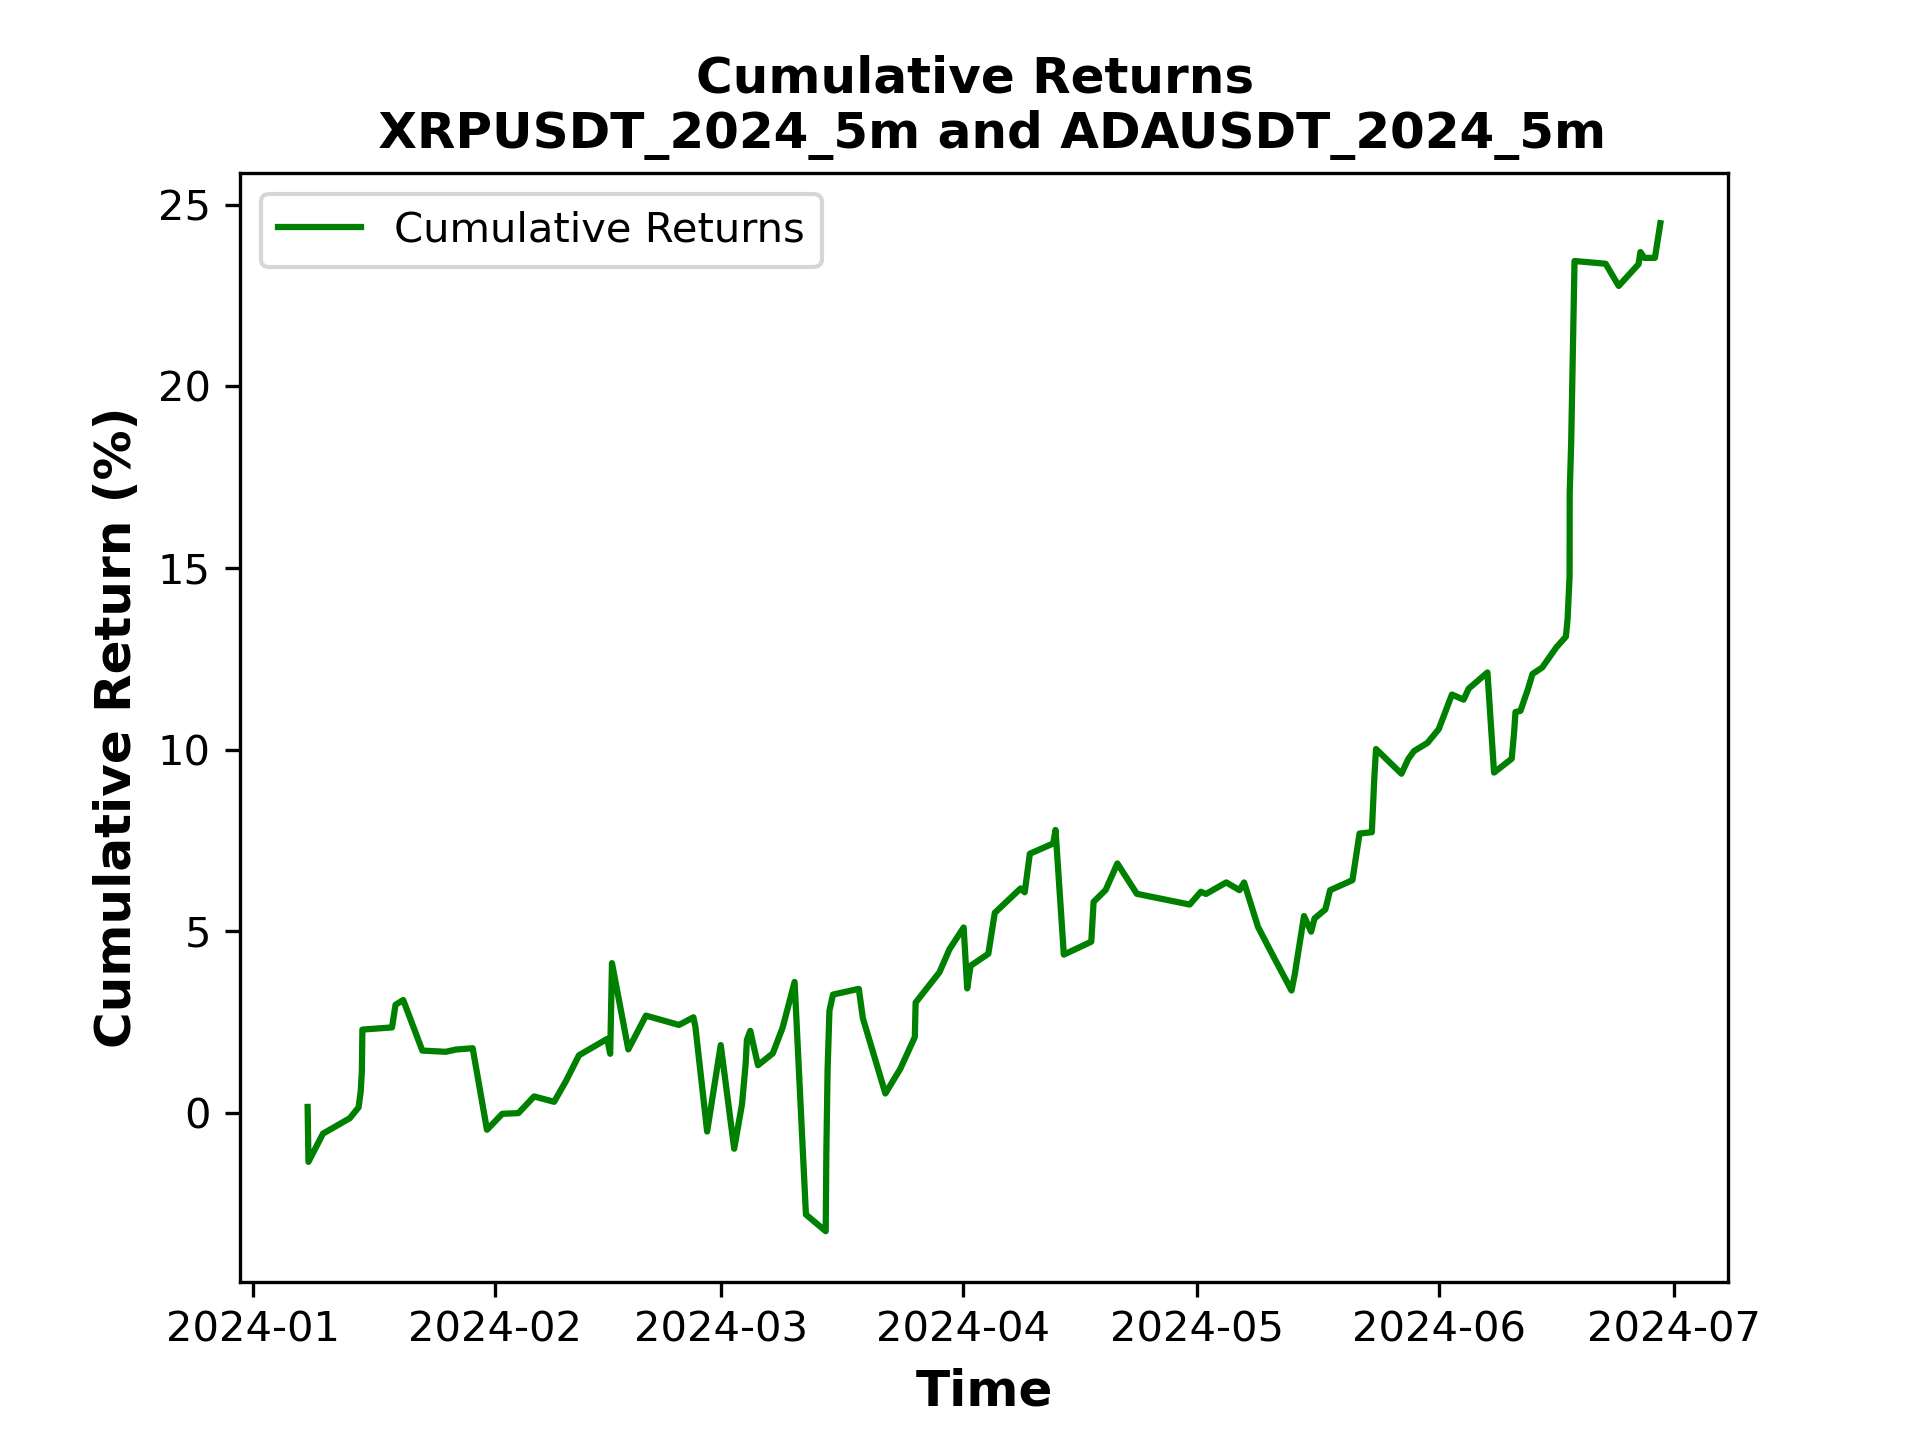 Cumulative Returns
XRPUSDT_2024_5m and ADAUSDT_2024_5m
Cumulative Returns
Cumulative Return (%)
25
20
15
10
5
0
2024-01
2024-02
2024-03
2024-04
2024-05
2024-06
2024-07
Time